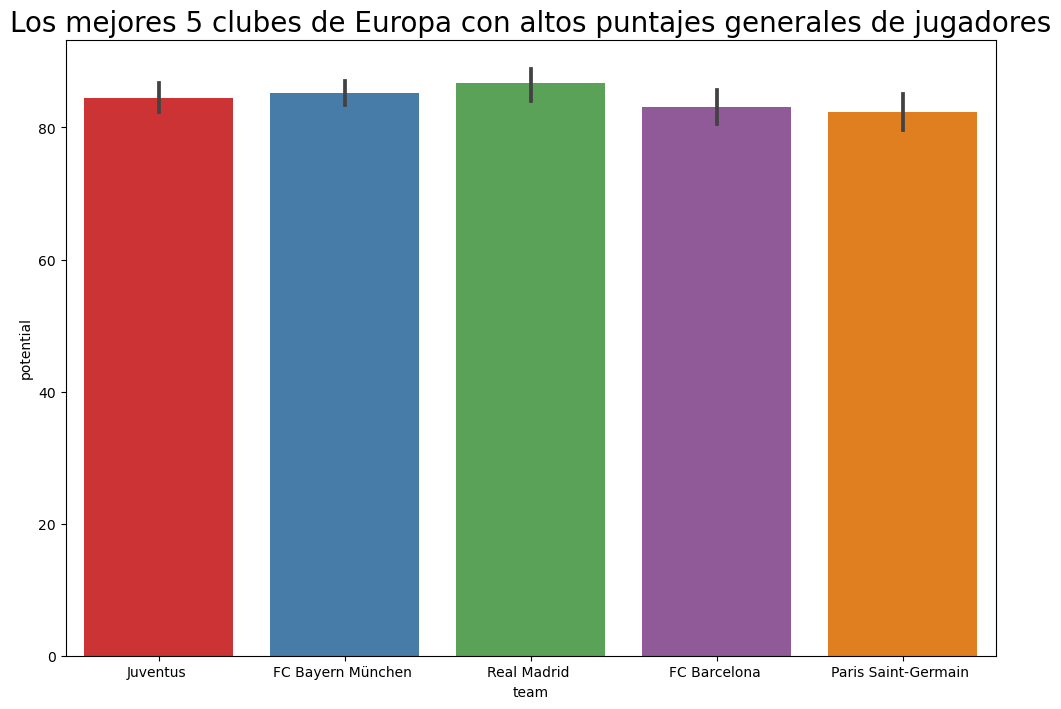 Los mejores 5 clubes de Europa con altos puntajes generales de jugadores
potential
80
60
40
20
0
Juventus FC Bayern München Real Madrid FC Barcelona Paris Saint-Germain
team